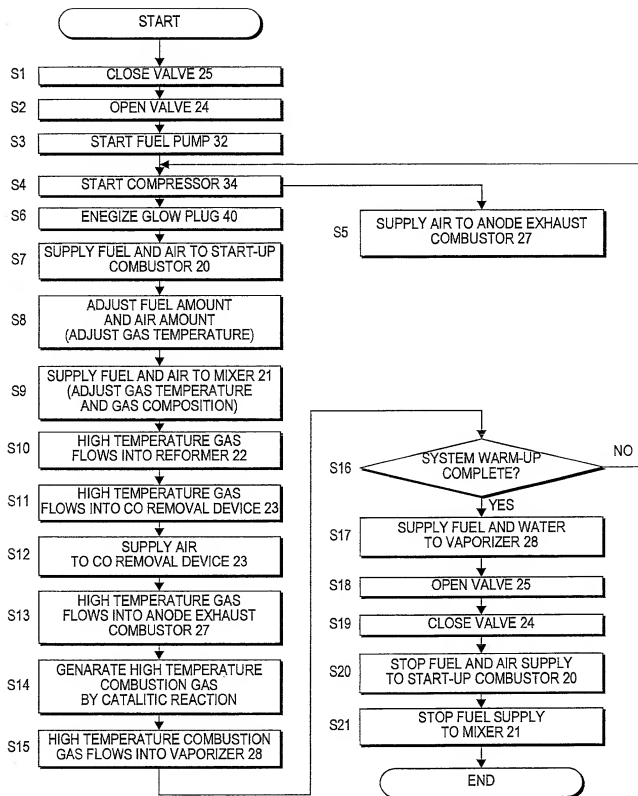 START
S1
CLOSE VALVE 25
S2
OPEN VALVE 24
S3
START FUEL PUMP 32
S4
START COMPRESSOR 34
S6
ENEGIZE GLOW PLUG 40
S5
SUPPLY AIR TO ANODE EXHAUST
COMBUSTOR 27
S7
SUPPLY FUEL AND AIR TO START-UP
COMBUSTOR 20
S8
ADJUST FUEL AMOUNT
AND AIR AMOUNT
(ADJUST GAS TEMPERATURE)
S9
SUPPLY FUEL AND AIR TO MIXER 21
(ADJUST GAS TEMPERATURE
AND GAS COMPOSITION)
S10
HIGH TEMPERATURE GAS
FLOWS INTO REFORMER 22
S11
HIGH TEMPERATURE GAS
FLOWS INTO CO REMOVAL DEVICE 23
S12
SUPPLY AIR
TO CO REMOVAL DEVICE 23
S13
HIGH TEMPERATURE GAS
FLOWS INTO ANODE EXHAUST
COMBUSTOR 27
S14
GENARATE HIGH TEMPERATURE
COMBUSTION GAS
BY CATALITIC REACTION
S15
HIGH TEMPERATURE COMBUSTION
GAS FLOWS INTO VAPORIZER 28
S16
SYSTEM WARM-UP
COMPLETE?
NO
YES
S17
SUPPLY FUEL AND WATER
TO VAPORIZER 28
S18
OPEN VALVE 25
S19
CLOSE VALVE 24
S20
STOP FUEL AND AIR SUPPLY
TO START-UP COMBUSTOR 20
S21
STOP FUEL SUPPLY
TO MIXER 21
END